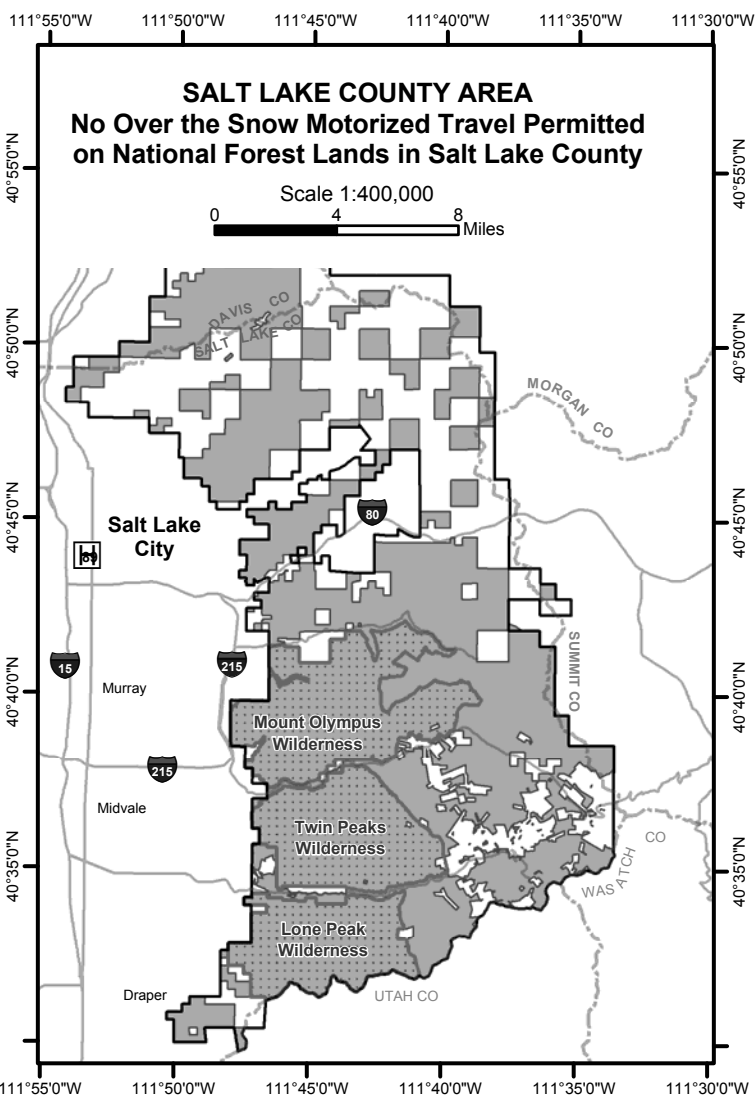 111°55'0"W 111°50'0"W 111°45'0"W 111°40'0"W 111°35'0"W 111°30'0"W
SALT LAKE COUNTY AREA
No Over the Snow Motorized Travel Permitted
on National Forest Lands in Salt Lake County
40°55'0"N
40°55'0"N
Scale 1:400,000
0 4 8
Miles
DAVIS CO
SALT LAKE CO
40°50'0"N
40°50'0"N
MORGAN CO
40°45'0"N
40°45'0"N
80
Salt Lake
City
89
15
215
SUMMIT CO
40°40'0"N
40°40'0"N
Murray
Mount Olympus
Wilderness
215
Midvale
Twin Peaks
Wilderness
WASATCH CO
40°35'0"N
40°35'0"N
Lone Peak
Wilderness
Draper
UTAH CO
111°55'0"W 111°50'0"W 111°45'0"W 111°40'0"W 111°35'0"W 111°30'0"W